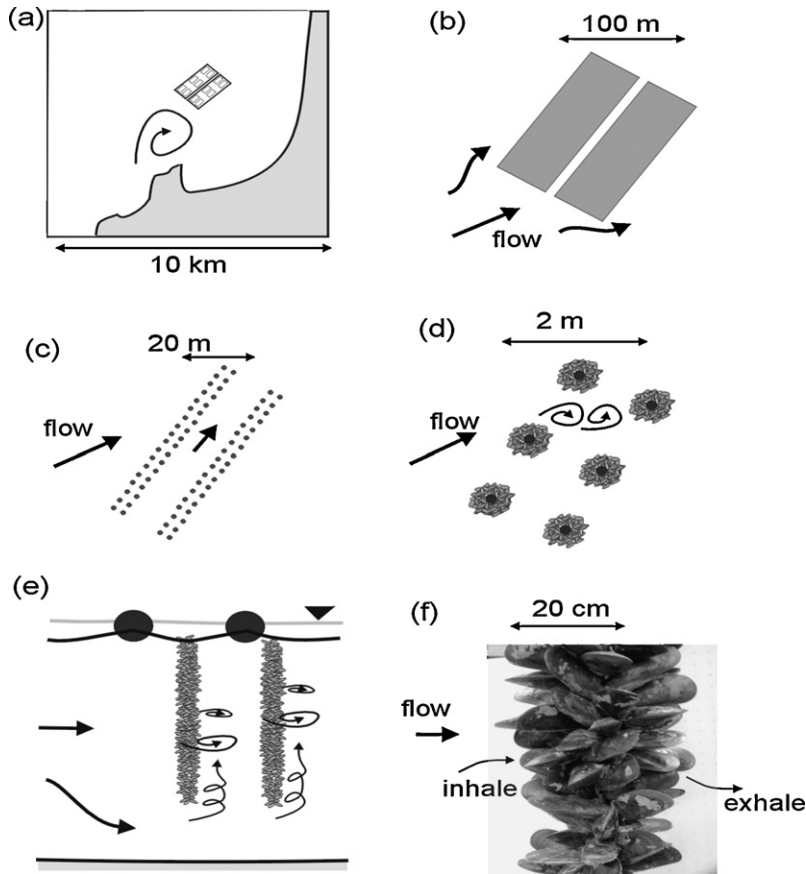 (a)
10 km
(b)
100 m
flow
(c)
20 m
flow
(d)
2 m
flow
(e)
(f)
20 cm
flow
inhale
exhale